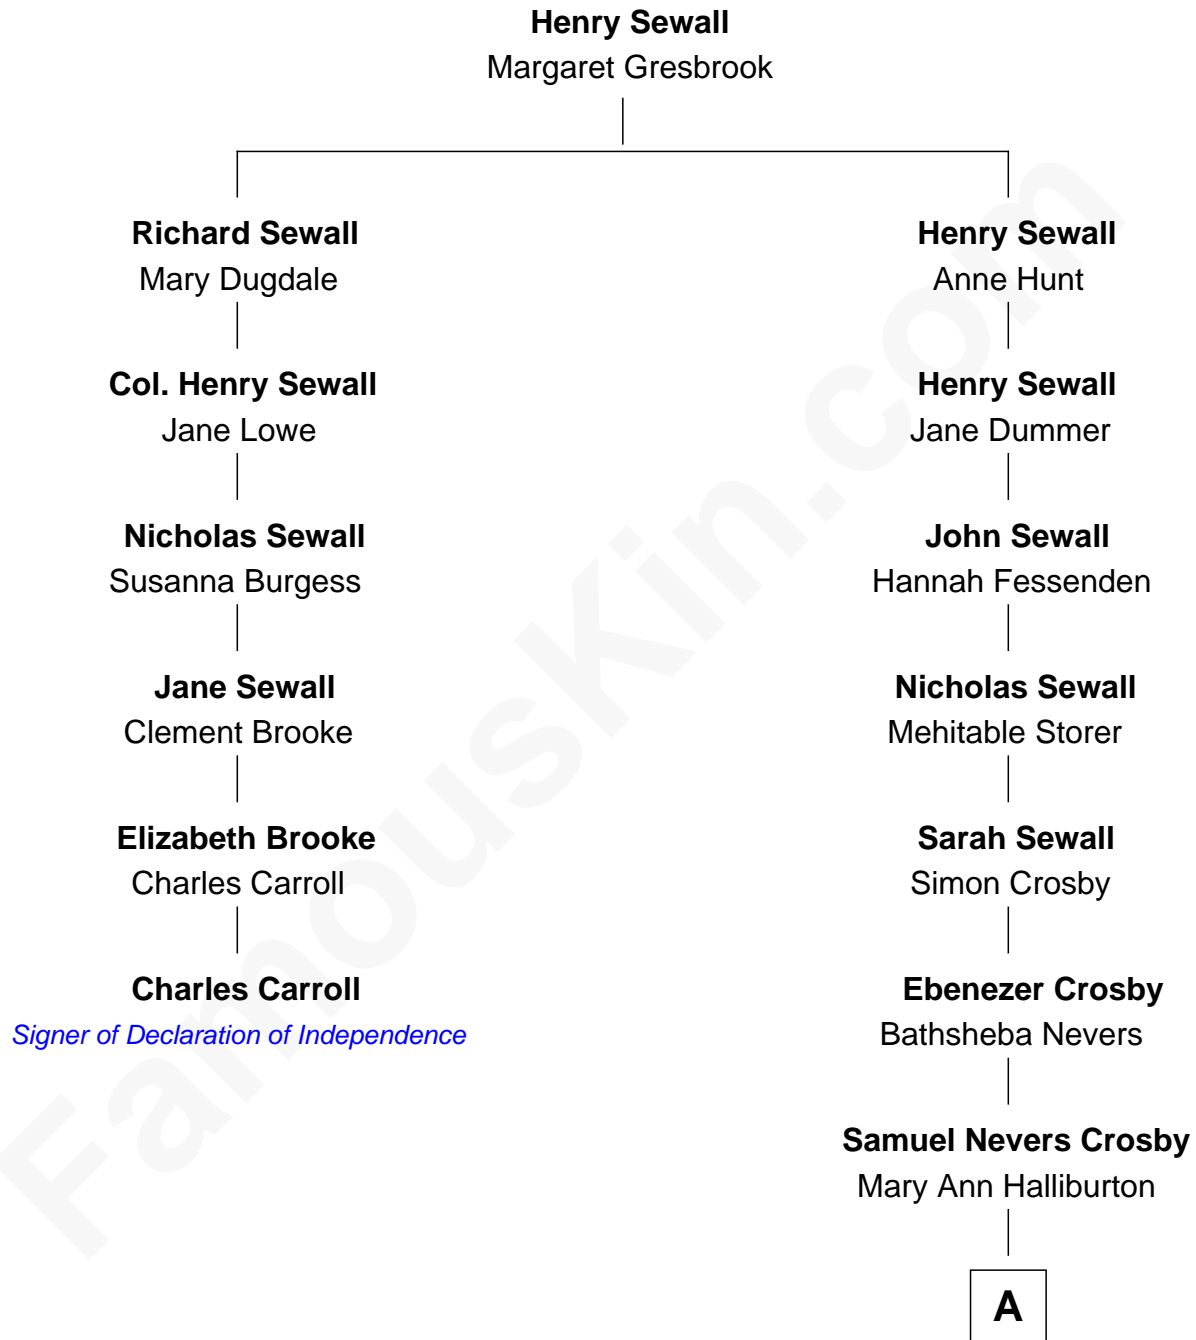 Henry Sewall
Margaret Gresbrook
Richard Sewall
Mary Dugdale
Henry Sewall
Anne Hunt
Col. Henry Sewall
Jane Lowe
Henry Sewall
Jane Dummer
Nicholas Sewall
Susanna Burgess
John Sewall
Hannah Fessenden
Jane Sewall
Clement Brooke
Nicholas Sewall
Mehitable Storer
Elizabeth Brooke
Charles Carroll
Sarah Sewall
Simon Crosby
Charles Carroll
Signer of Declaration of Independence
Ebenezer Crosby
Bathsheba Nevers
Samuel Nevers Crosby
Mary Ann Halliburton
A
FamousKin.com